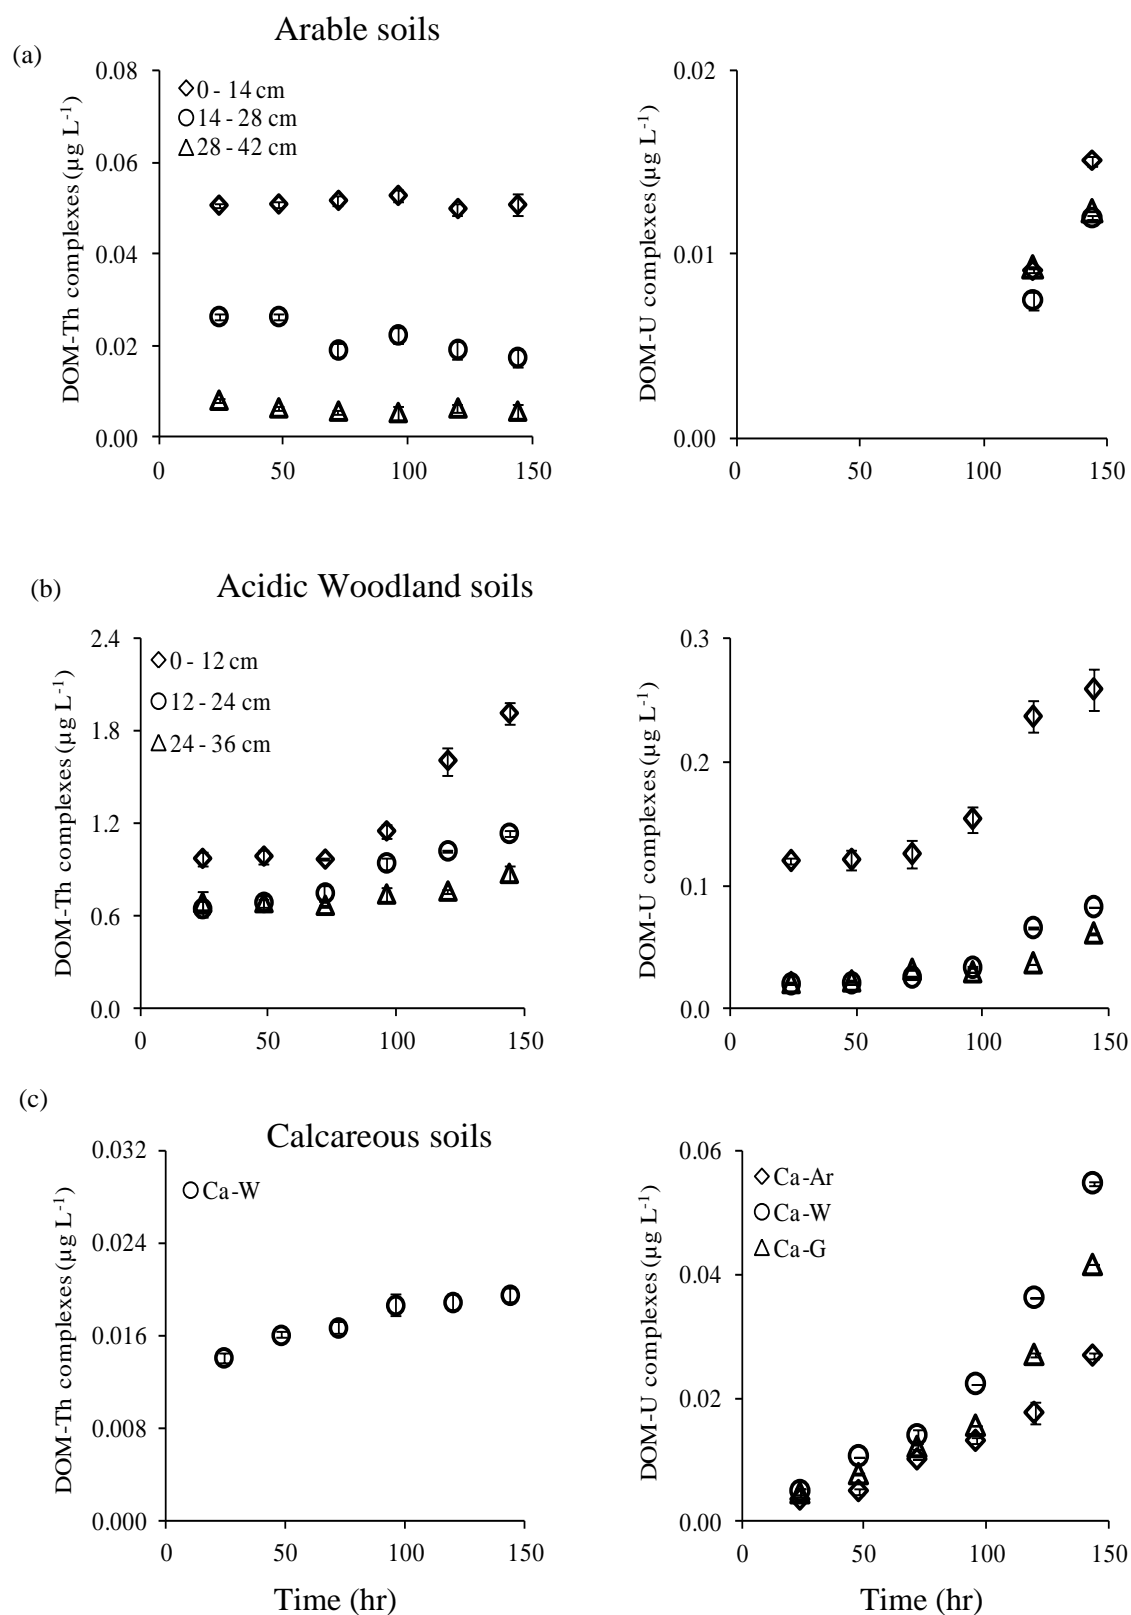 Arable soils
(a)
DOM-Th complexes (µg L⁻¹)
0.08
0.06
0.04
0.02
0.00
0 - 14 cm
14 - 28 cm
28 - 42 cm
0 50 100 150
DOM-U complexes (µg L⁻¹)
0.02
0.01
0.00
0 50 100 150
(b)
Acidic Woodland soils
DOM-Th complexes (µg L⁻¹)
2.4
1.8
1.2
0.6
0.0
0 - 12 cm
12 - 24 cm
24 - 36 cm
0 50 100 150
DOM-U complexes (µg L⁻¹)
0.3
0.2
0.1
0.0
0 50 100 150
(c)
Calcareous soils
DOM-Th complexes (µg L⁻¹)
0.032
0.024
0.016
0.008
0.000
Ca-W
0 50 100 150
Time (hr)
DOM-U complexes (µg L⁻¹)
0.06
0.04
0.02
0.00
Ca-Ar
Ca-W
Ca-G
0 50 100 150
Time (hr)